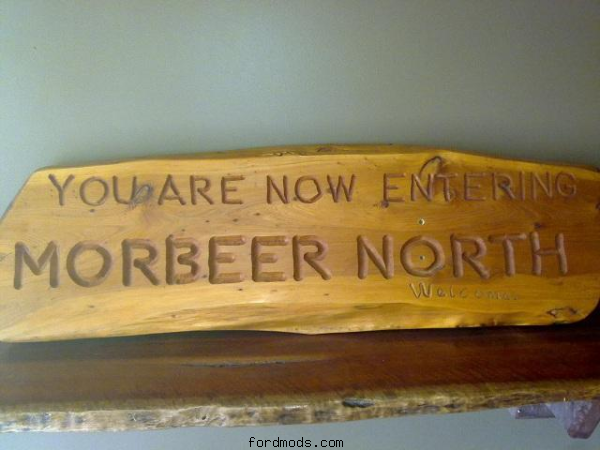 YOU ARE NOW ENTERING
MORBEER NORTH
Welcome
fordmods.com